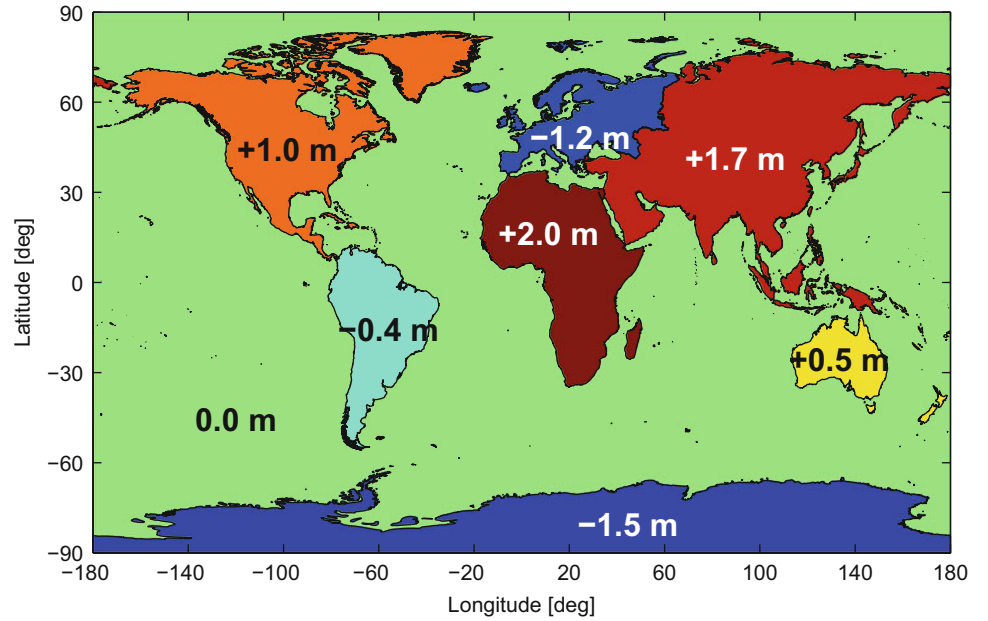 90
60
30
0
−30
−60
−90
Latitude [deg]
+1.0 m
−1.2 m
+1.7 m
+2.0 m
−0.4 m
+0.5 m
0.0 m
−1.5 m
−180 −140 −100 −60 −20 20 60 100 140 180
Longitude [deg]